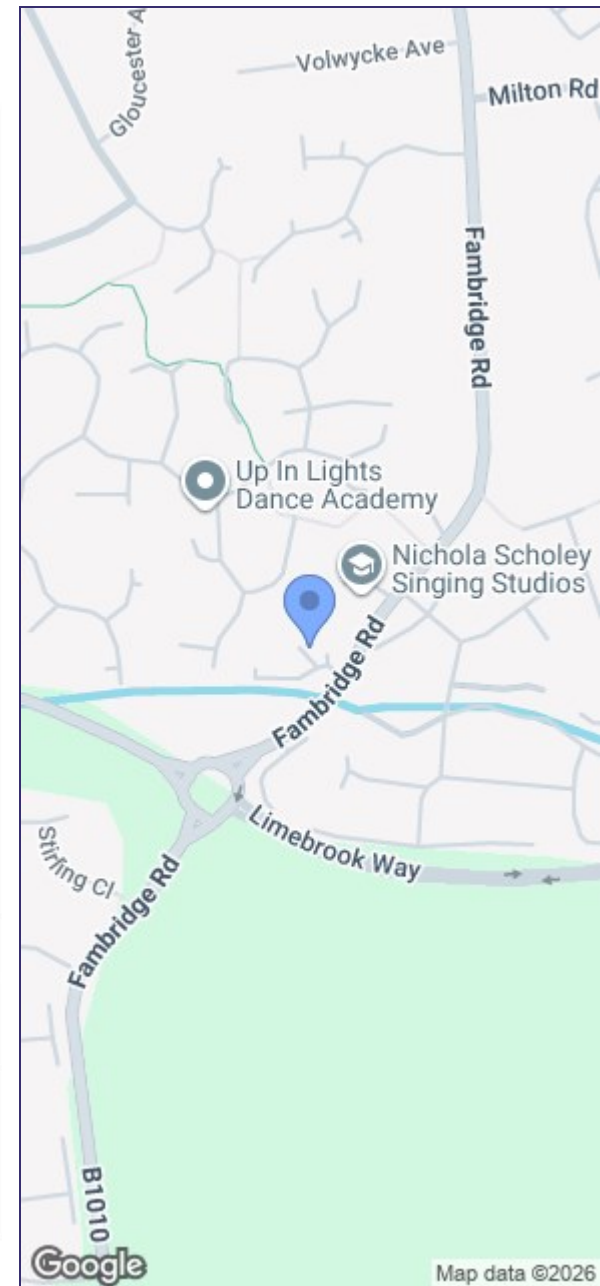 Gloucester A
Volwycke Ave
Milton Rd
Fambridge Rd
Up In Lights
Dance Academy
Nichola Scholey
Singing Studios
Fambridge Rd
Limebrook Way
Stirling Cl
Fambridge Rd
B1010
Google
Map data ©2026